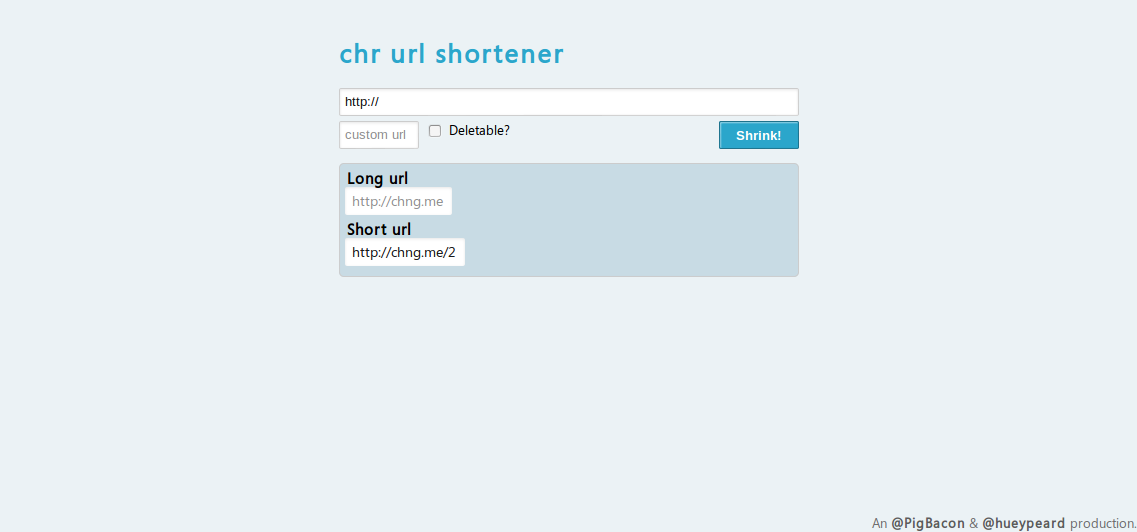 chr url shortener
http://
custom url
Deletable?
Shrink!
Long url
http://chng.me
Short url
http://chng.me/2
An @PigBacon & @hueypeard production.